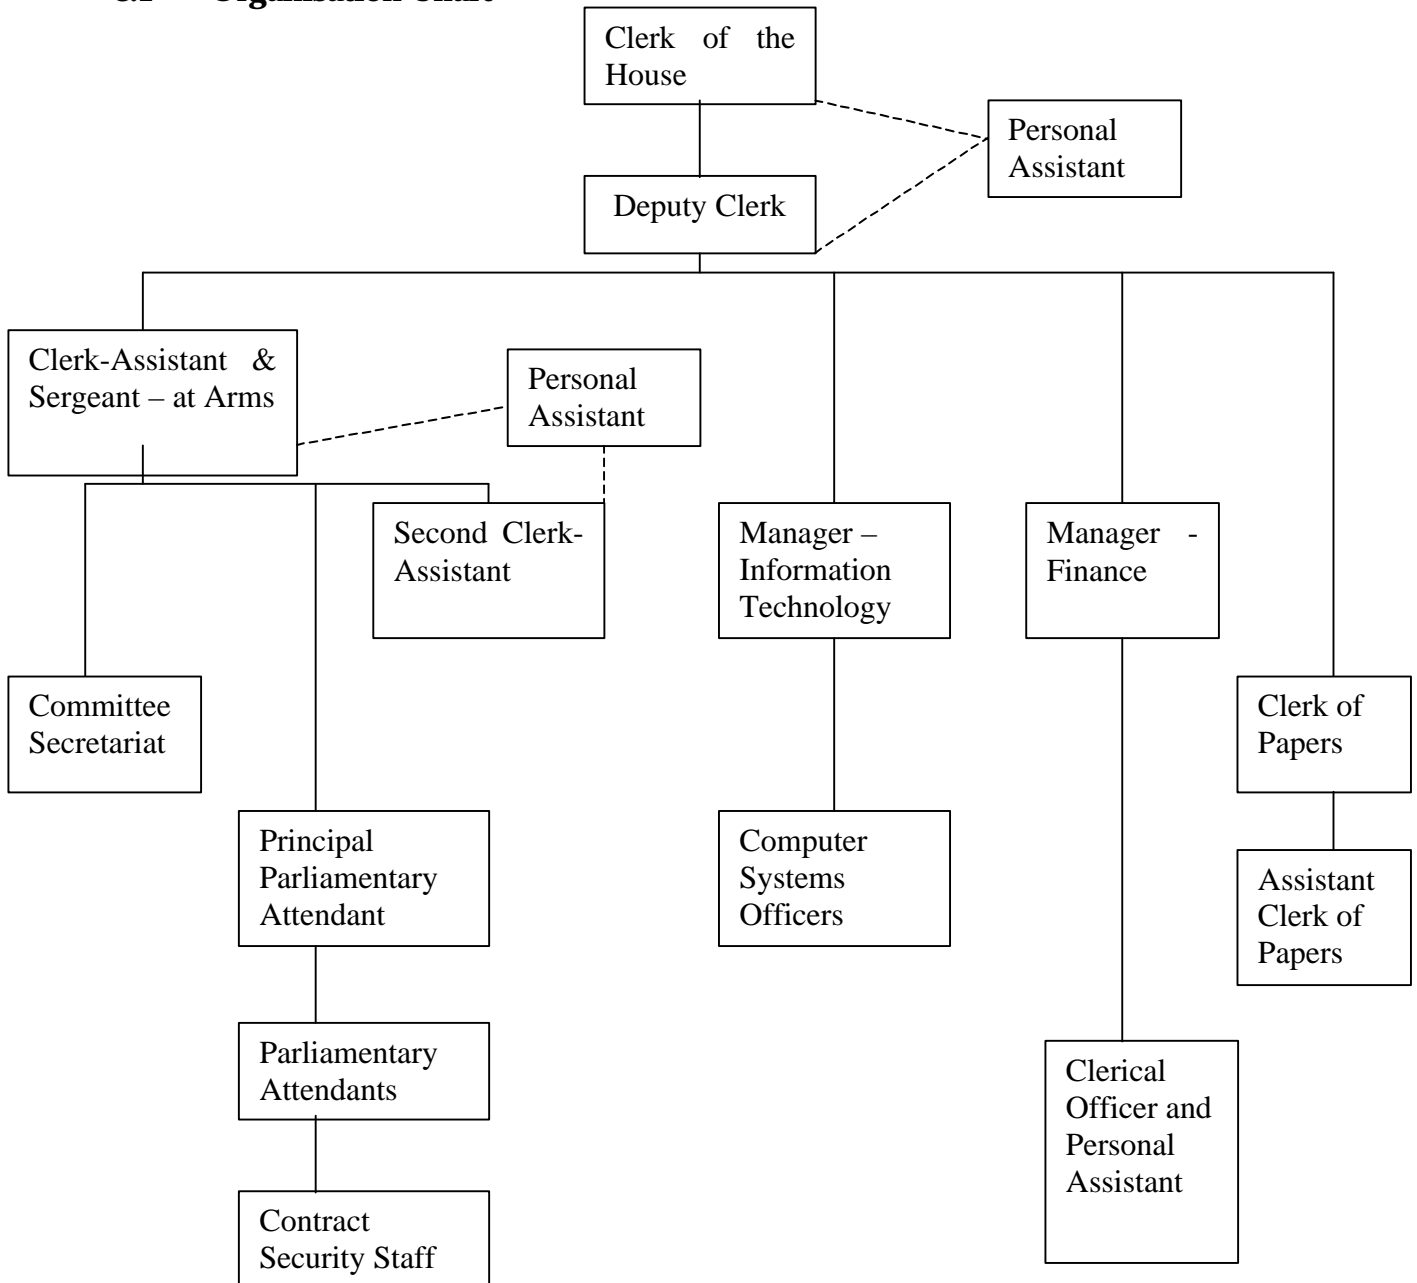 Organisation Chart
Clerk of the
House
Personal
Assistant
Deputy Clerk
Clerk-Assistant &
Sergeant – at Arms
Personal
Assistant
Second Clerk-
Assistant
Manager –
Information
Technology
Manager -
Finance
Committee
Secretariat
Clerk of
Papers
Principal
Parliamentary
Attendant
Computer
Systems
Officers
Assistant
Clerk of
Papers
Parliamentary
Attendants
Clerical
Officer and
Personal
Assistant
Contract
Security Staff